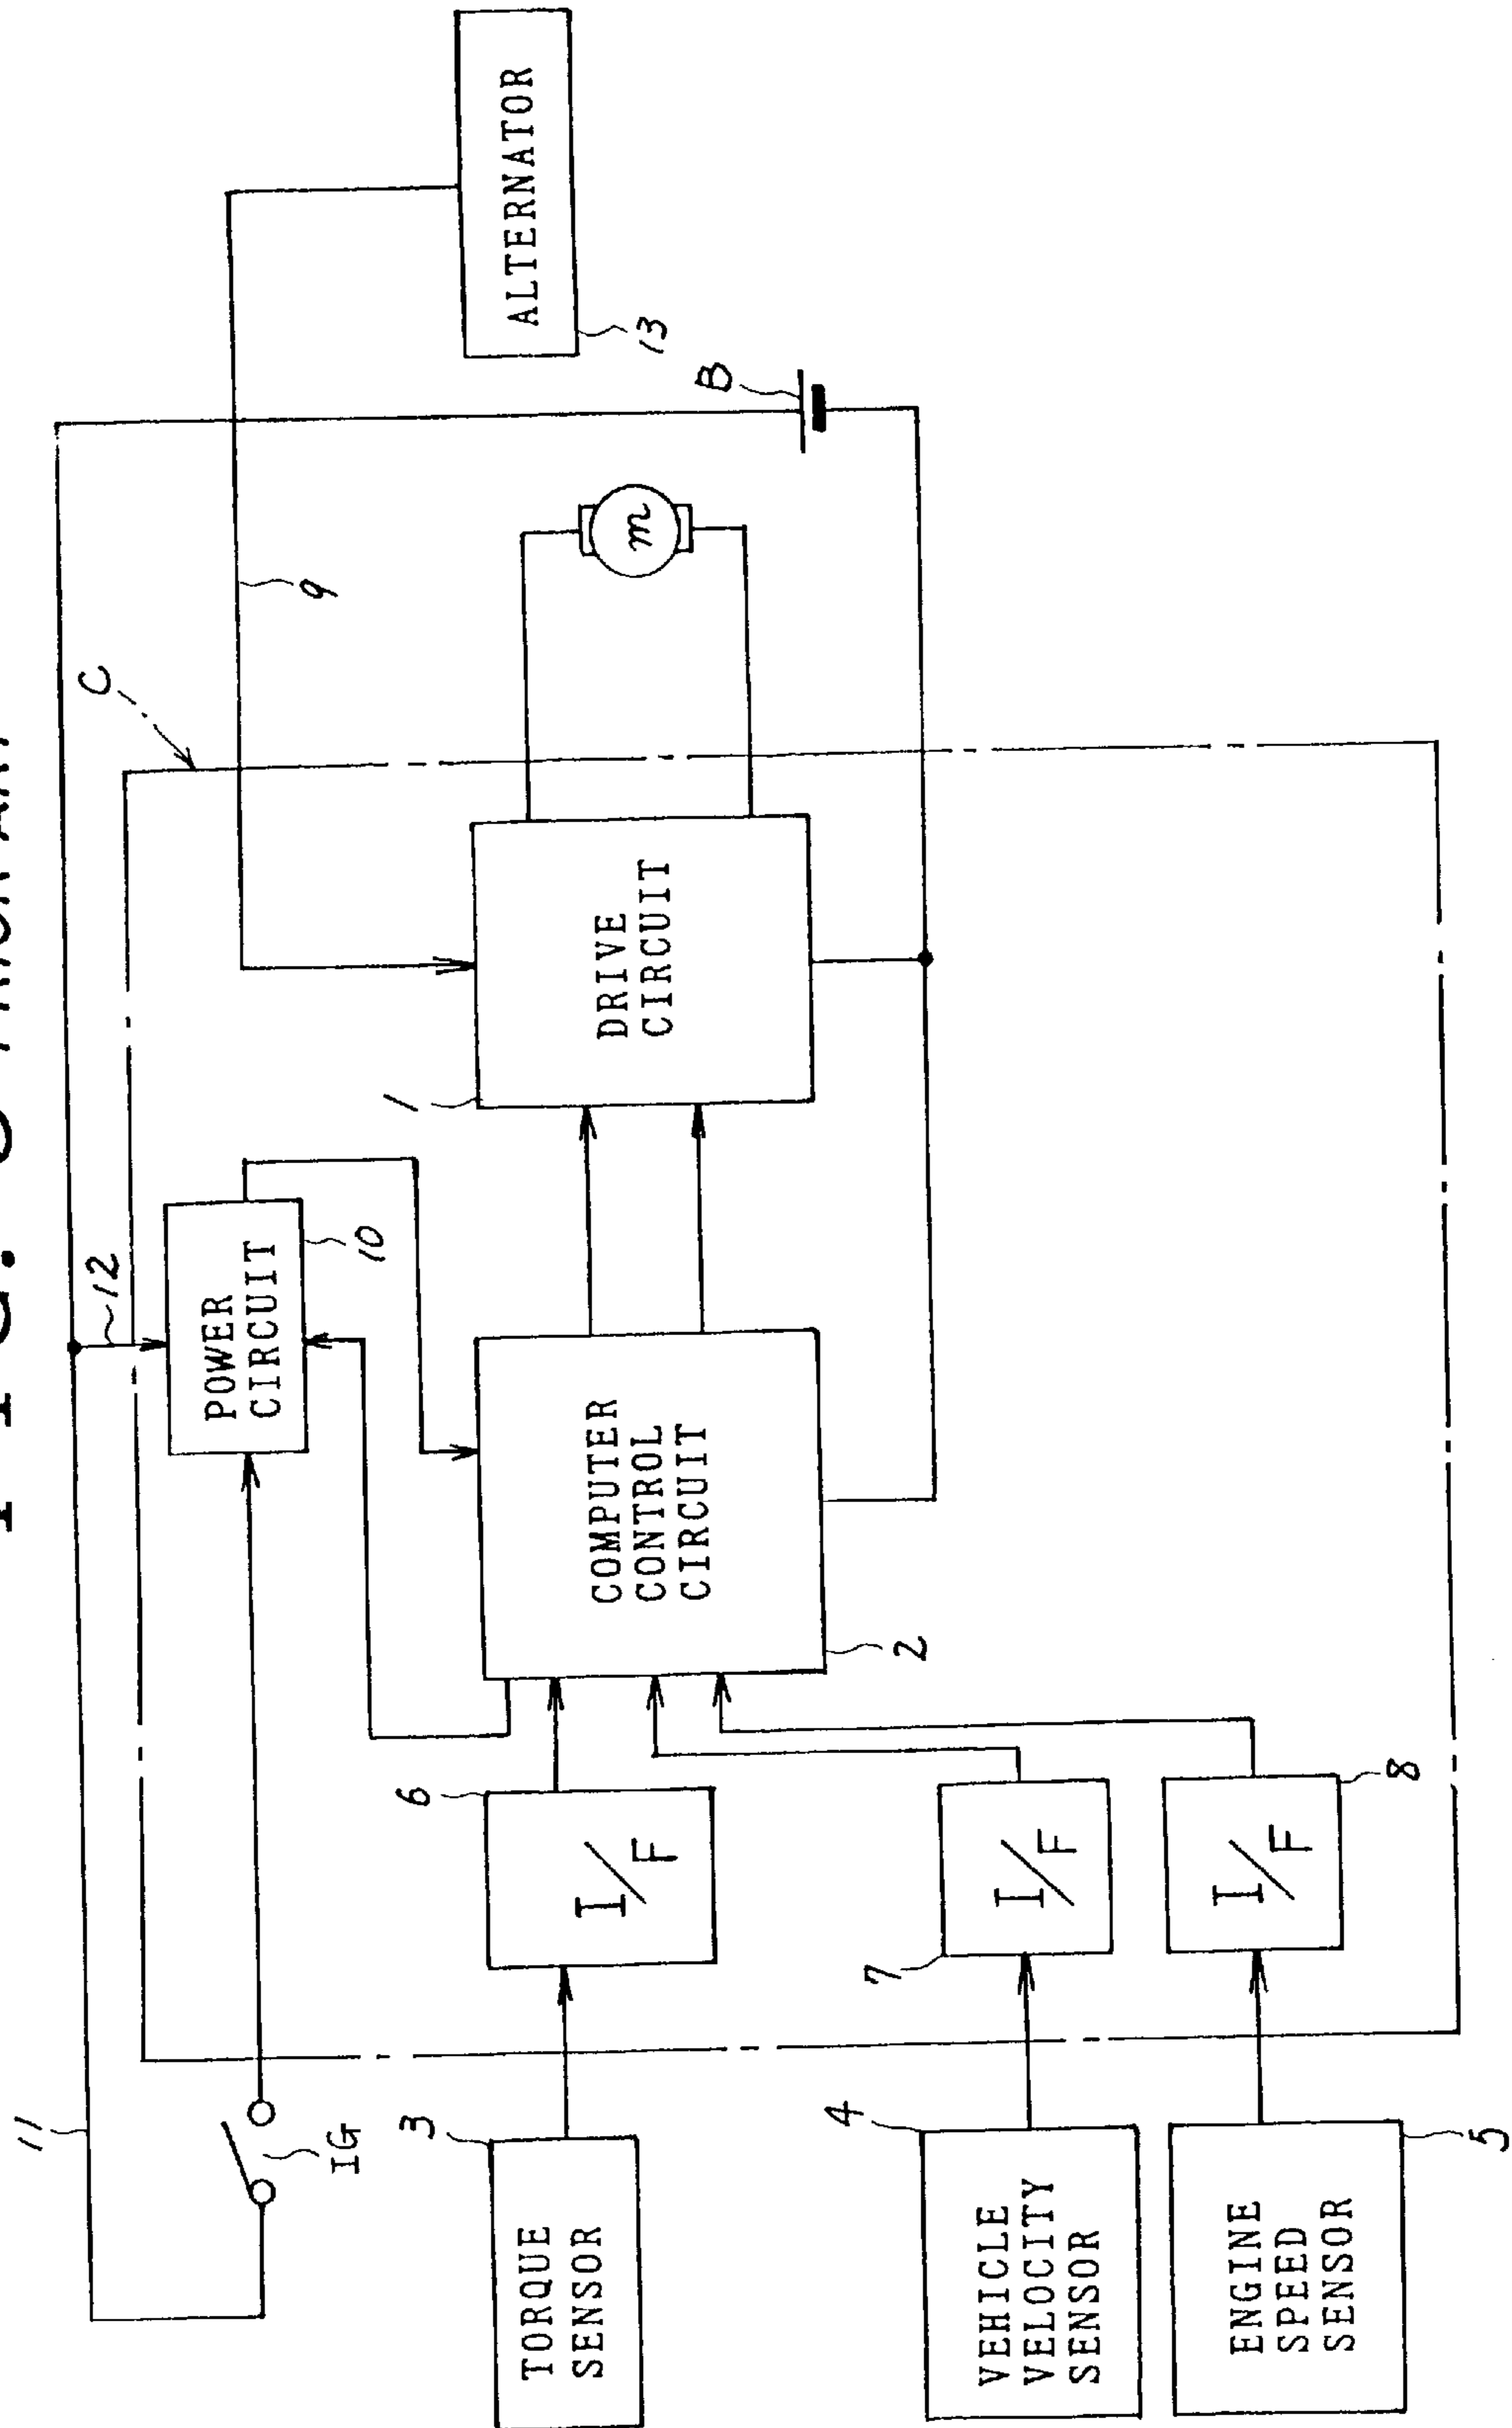 11
12
C
POWER
CIRCUIT
10
9
IG
ALTERNATOR
13
3
TORQUE
SENSOR
6
I/F
COMPUTER
CONTROL
CIRCUIT
2
1
DRIVE
CIRCUIT
m
B
4
VEHICLE
VELOCITY
SENSOR
7
I/F
ENGINE
SPEED
SENSOR
5
I/F
8